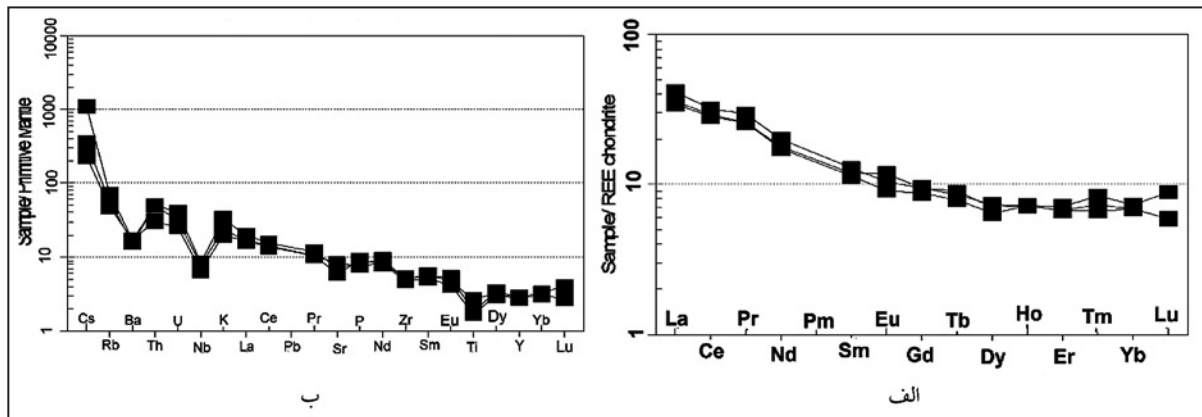 10000
1000
100
10
1
Sample/ Primitive Mantle
Cs Ba U K Ce Pr P Zr Eu Dy Yb
Rb Th Nb La Pb Sr Nd Sm Ti Y Lu
ب
100
10
1
Sample/ REE chondrite
La Pr Pm Eu Tb Ho Tm Lu
Ce Nd Sm Gd Dy Er Yb
الف